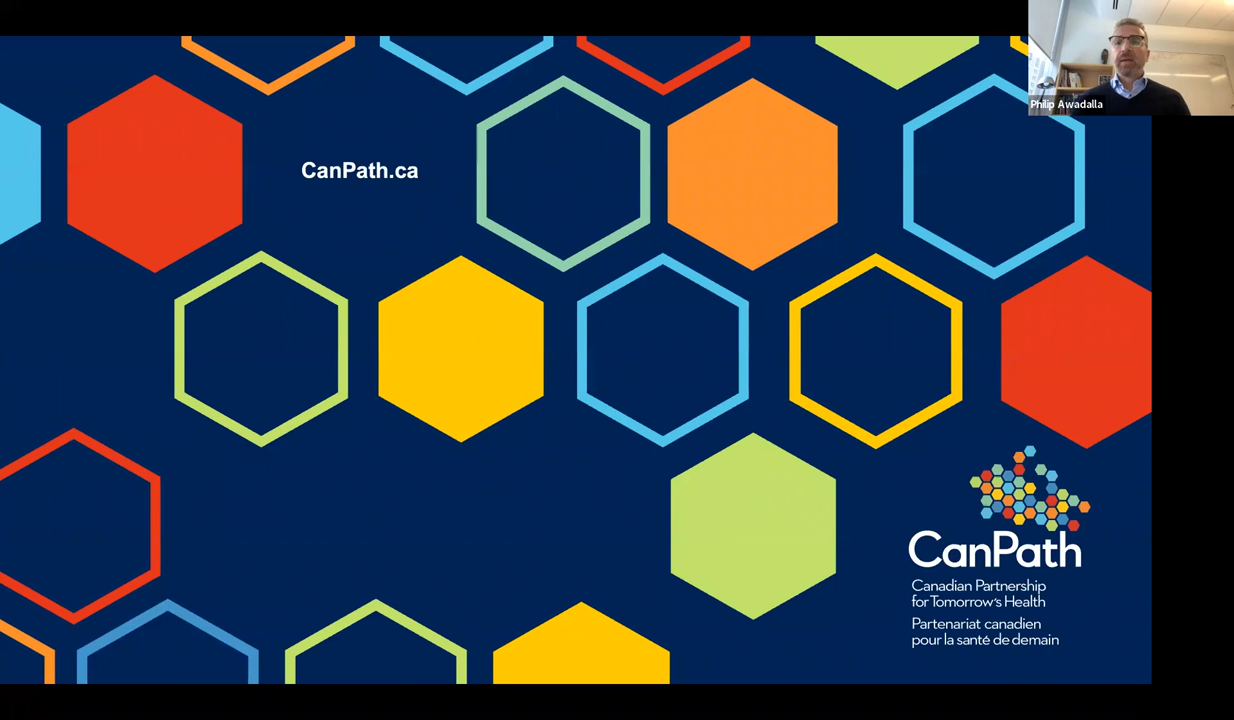 Philip Awadalla
CanPath.ca
CanPath
Canadian Partnership
for Tomorrow's Health
Partenariat canadien
pour la santé de demain